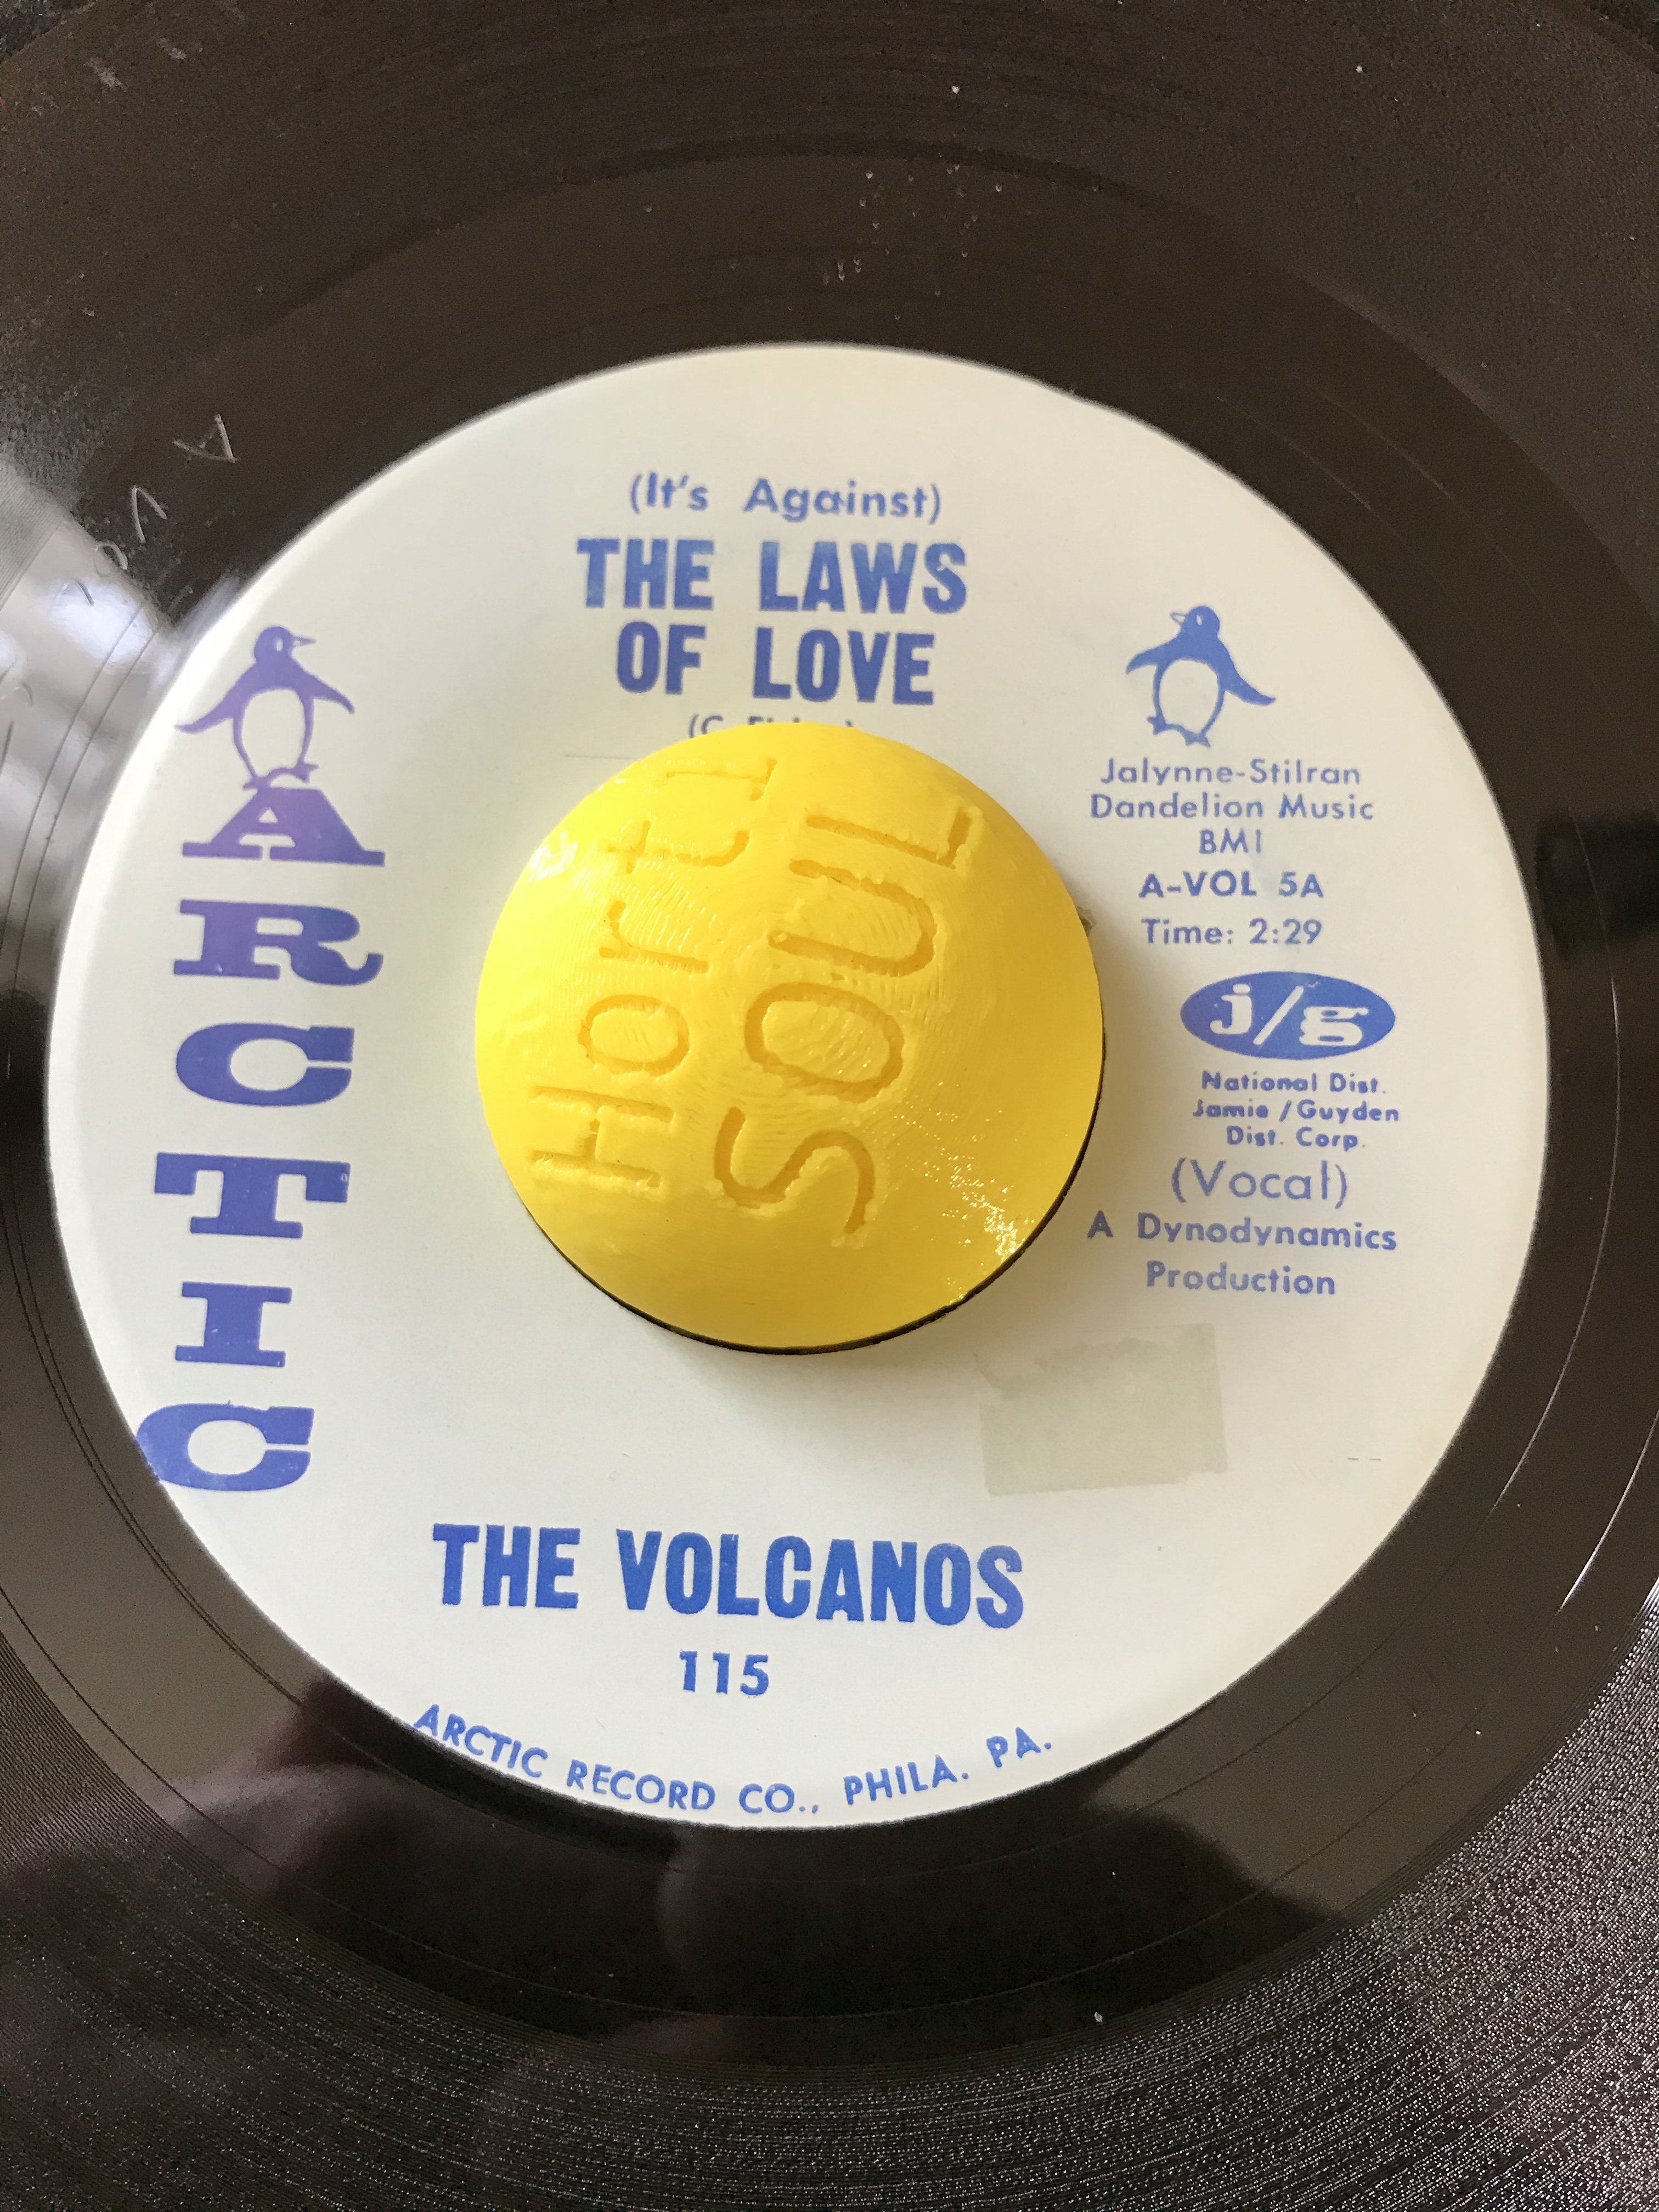 (It's Against)
THE LAWS
OF LOVE
ARCTIC
Jalynne-Stilran
Dandelion Music
BMI
A-VOL 5A
Time: 2:29
j/g
National Dist.
Jamie/Guyden
Dist. Corp.
(Vocal)
A Dynodynamics
Production
Horti
SOUL
THE VOLCANOS
115
ARCTIC RECORD CO., PHILA. PA.